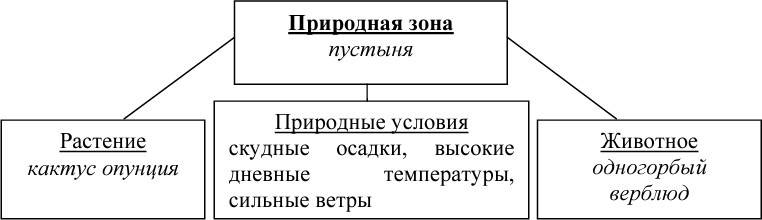 Природная зона
пустыня
Растение
кактус опунция
Природные условия
скудные осадки, высокие
дневные температуры,
сильные ветры
Животное
одногорбый
верблюд